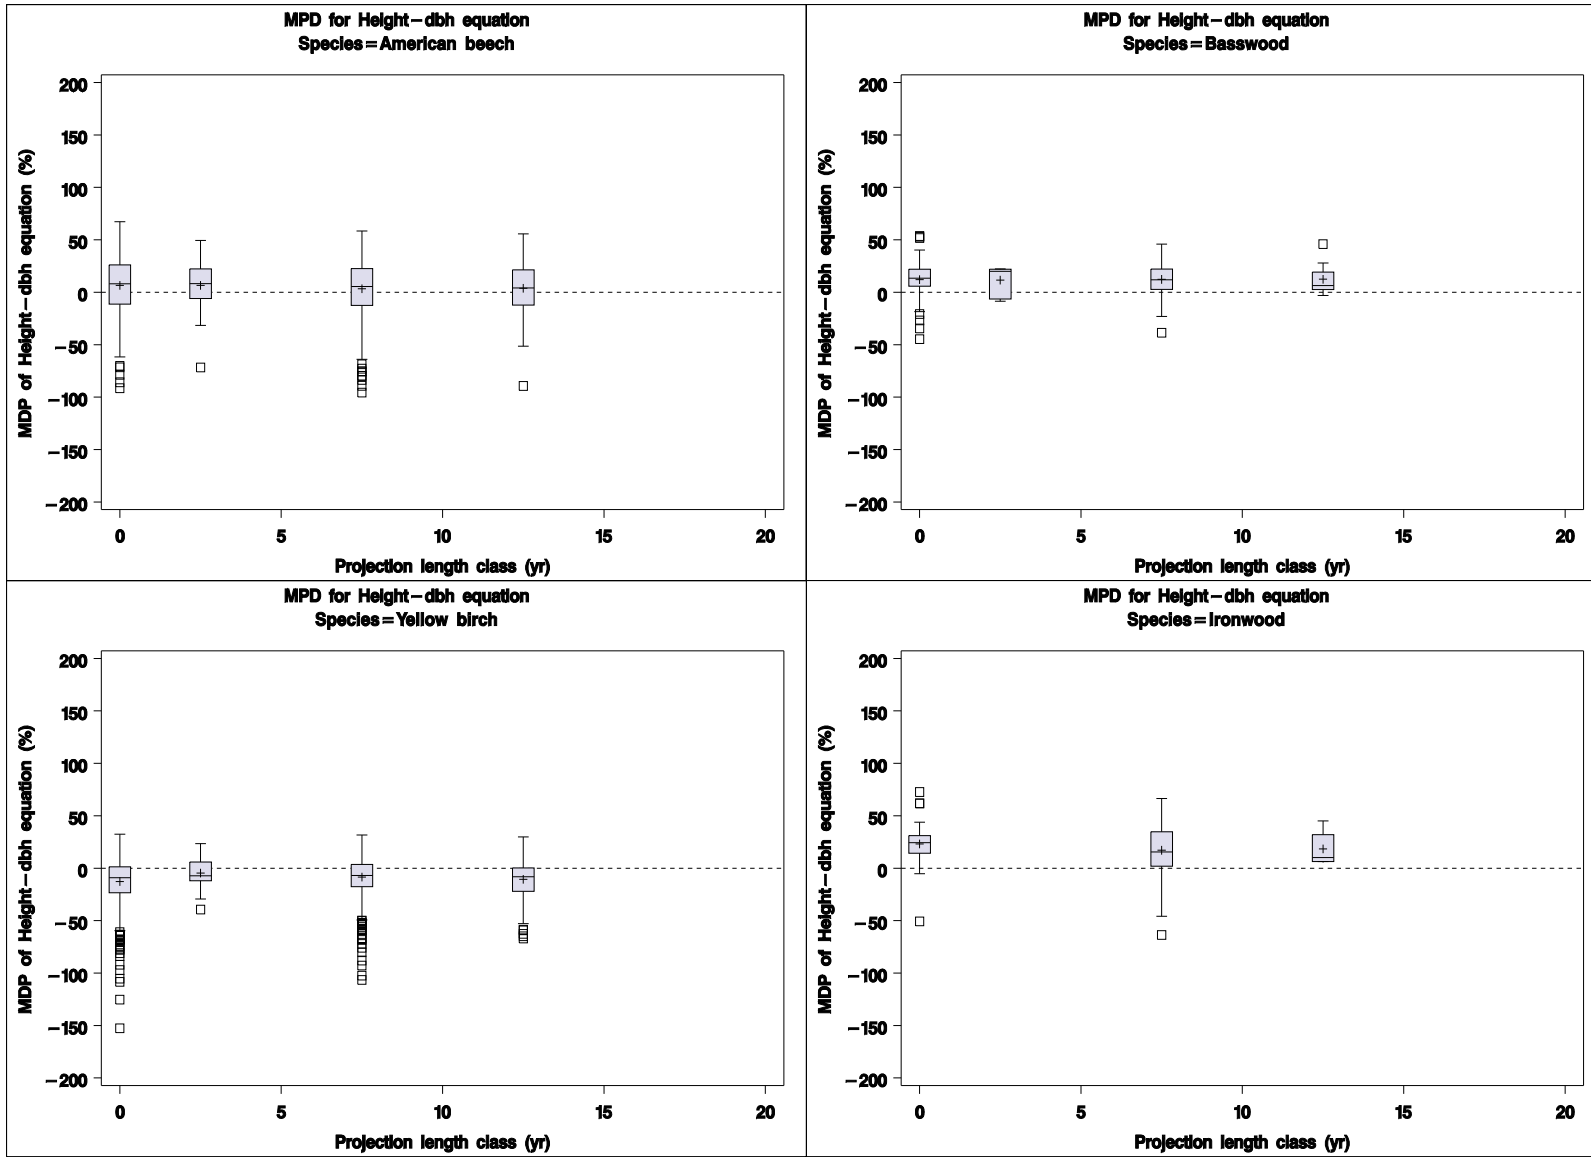 MPD for Height−dbh equation
Species=American beech
MDP of Height−dbh equation (%)
200
150
100
50
0
−50
−100
−150
−200
0 5 10 15 20
Projection length class (yr)
MPD for Height−dbh equation
Species=Basswood
MDP of Height−dbh equation (%)
200
150
100
50
0
−50
−100
−150
−200
0 5 10 15 20
Projection length class (yr)
MPD for Height−dbh equation
Species=Yellow birch
MDP of Height−dbh equation (%)
200
150
100
50
0
−50
−100
−150
−200
0 5 10 15 20
Projection length class (yr)
MPD for Height−dbh equation
Species=Ironwood
MDP of Height−dbh equation (%)
200
150
100
50
0
−50
−100
−150
−200
0 5 10 15 20
Projection length class (yr)